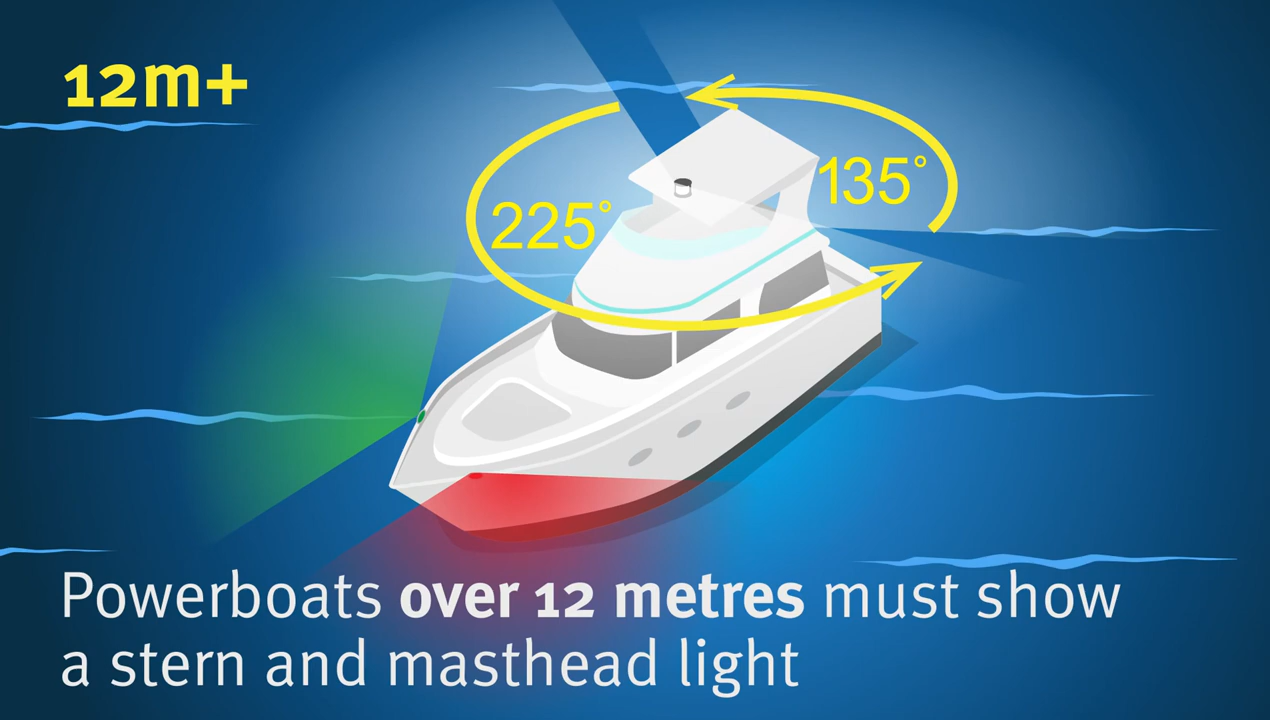 12m+
135°
225°
Powerboats over 12 metres must show
a stern and masthead light